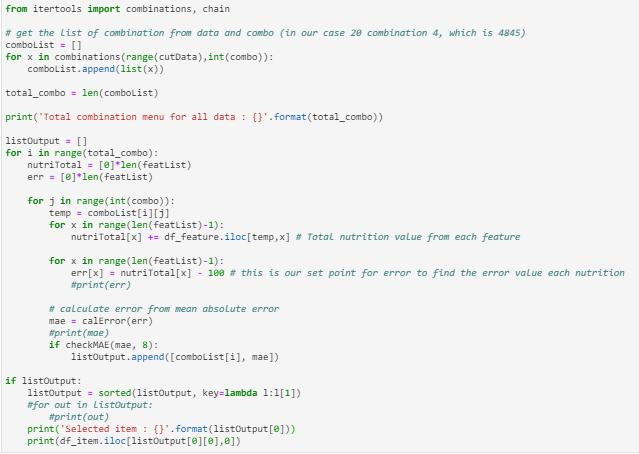 from itertools import combinations, chain
# get the list of combination from data and combo (in our case 20 combination 4, which is 4845)
comboList = []
for x in combinations(range(cutData),int(combo)):
    comboList.append(list(x))
total_combo = len(comboList)
print('Total combination menu for all data : {}'.format(total_combo))
listOutput = []
for i in range(total_combo):
    nutriTotal = [0]*len(featList)
    err = [0]*len(featList)
    for j in range(int(combo)):
        temp = comboList[i][j]
        for x in range(len(featList)-1):
            nutriTotal[x] += df_feature.iloc[temp,x] # Total nutrition value from each feature
        for x in range(len(featList)-1):
            err[x] = nutriTotal[x] - 100 # this is our set point for error to find the error value each nutrition
            #print(err)
        # calculate error from mean absolute error
        mae = calError(err)
        #print(mae)
        if checkMAE(mae, 8):
            listOutput.append([comboList[i], mae])
if listOutput:
    listOutput = sorted(listOutput, key=lambda l:l[1])
    #for out in listOutput:
        #print(out)
    print('Selected item : {}'.format(listOutput[0]))
    print(df_item.iloc[listOutput[0][0],0])